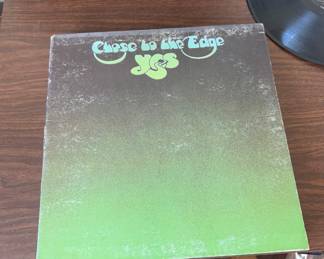 Close to the Edge
Yes